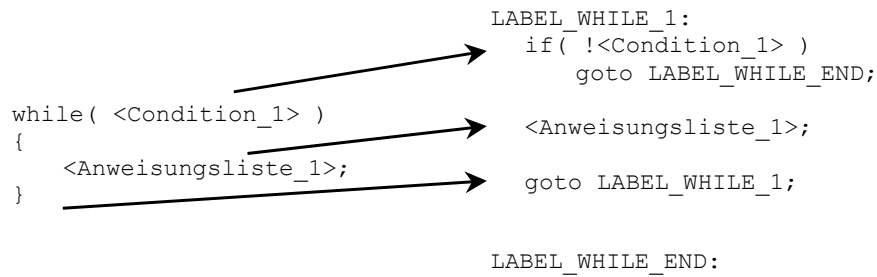 while( <Condition_1> )
{
<Anweisungsliste_1>;
}
LABEL_WHILE_1:
if( !<Condition_1> )
goto LABEL_WHILE_END;
<Anweisungsliste_1>;
goto LABEL_WHILE_1;
LABEL_WHILE_END: